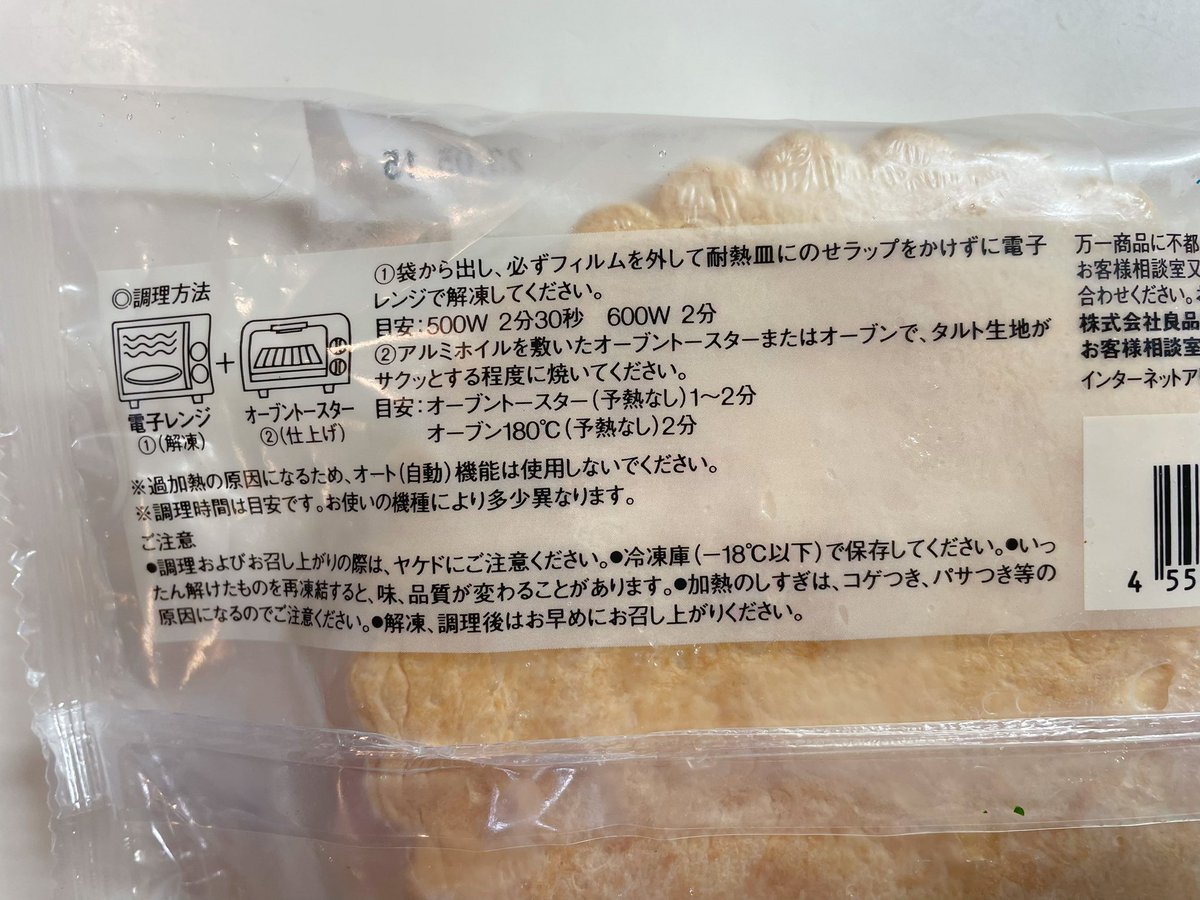 ◎調理方法
電子レンジ
①(解凍)
+
オーブントースター
②(仕上げ)
①袋から出し、必ずフィルムを外して耐熱皿にのせラップをかけずに電子
レンジで解凍してください。
目安:500W 2分30秒 600W 2分
②アルミホイルを敷いたオーブントースターまたはオーブンで、タルト生地が
サクッとする程度に焼いてください。
目安:オーブントースター(予熱なし)1〜2分
オーブン180℃(予熱なし)2分
※過加熱の原因になるため、オート(自動)機能は使用しないでください。
※調理時間は目安です。お使いの機種により多少異なります。
ご注意
●調理およびお召し上がりの際は、ヤケドにご注意ください。●冷凍庫(−18℃以下)で保存してください。●いっ
たん解けたものを再凍結すると、味、品質が変わることがあります。●加熱のしすぎは、コゲつき、パサつき等の
原因になるのでご注意ください。●解凍、調理後はお早めにお召し上がりください。
万一商品に不都
お客様相談室又
合わせください。
株式会社良品
お客様相談室
インターネットア
4 55